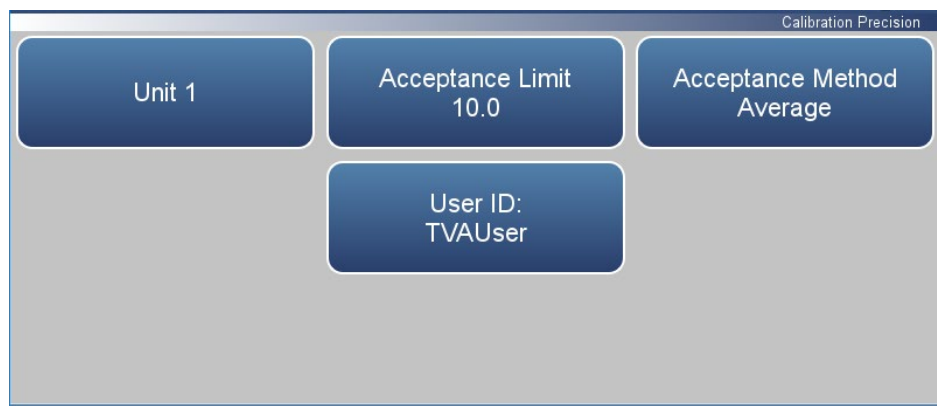 Calibration Precision
Unit 1
Acceptance Limit
10.0
Acceptance Method
Average
User ID:
TVAUser